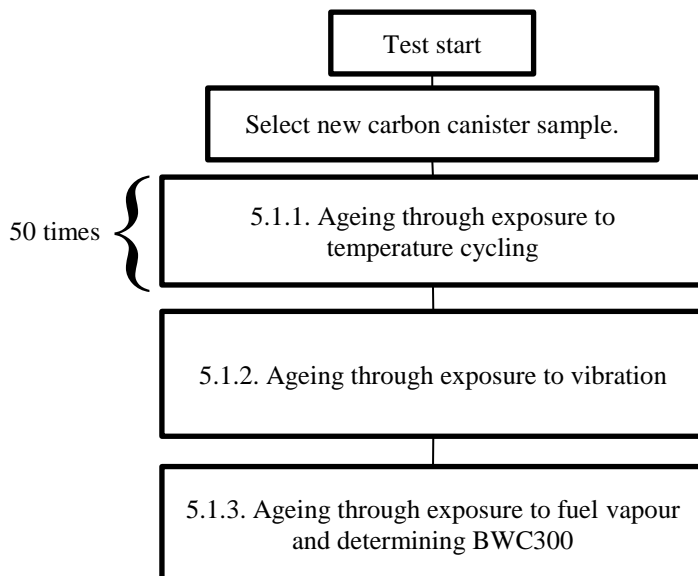 Test start
Select new carbon canister sample.
50 times
5.1.1. Ageing through exposure to
temperature cycling
5.1.2. Ageing through exposure to vibration
5.1.3. Ageing through exposure to fuel vapour
and determining BWC300